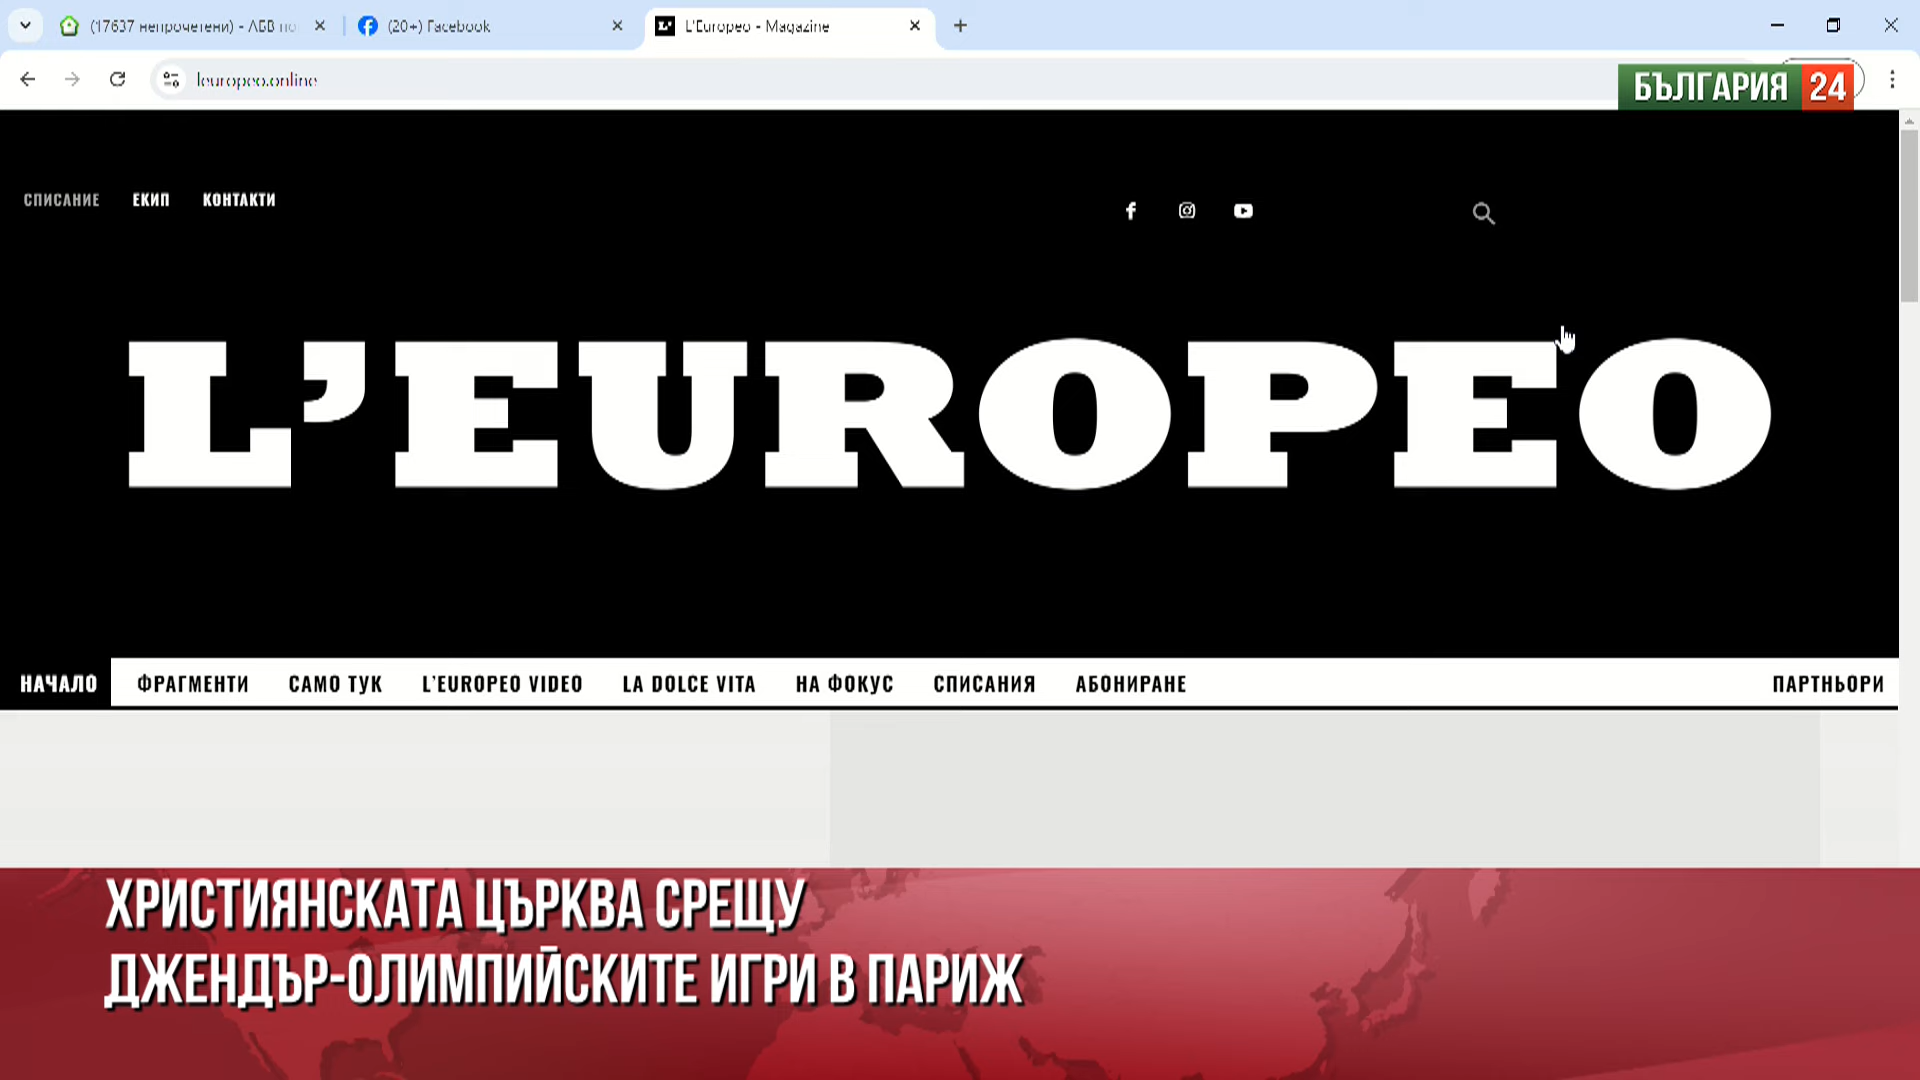 (17637 непрочетени) - АБВ по
(20+) Facebook
L'Europeo - Magazine
leuropeo.online
БЪЛГАРИЯ 24
СПИСАНИЕ ЕКИП КОНТАКТИ
L'EUROPEO
НАЧАЛО ФРАГМЕНТИ САМО ТУК L'EUROPEO VIDEO LA DOLCE VITA НА ФОКУС СПИСАНИЯ АБОНИРАНЕ ПАРТНЬОРИ
ХРИСТИЯНСКАТА ЦЪРКВА СРЕЩУ
ДЖЕНДЪР-ОЛИМПИЙСКИТЕ ИГРИ В ПАРИЖ